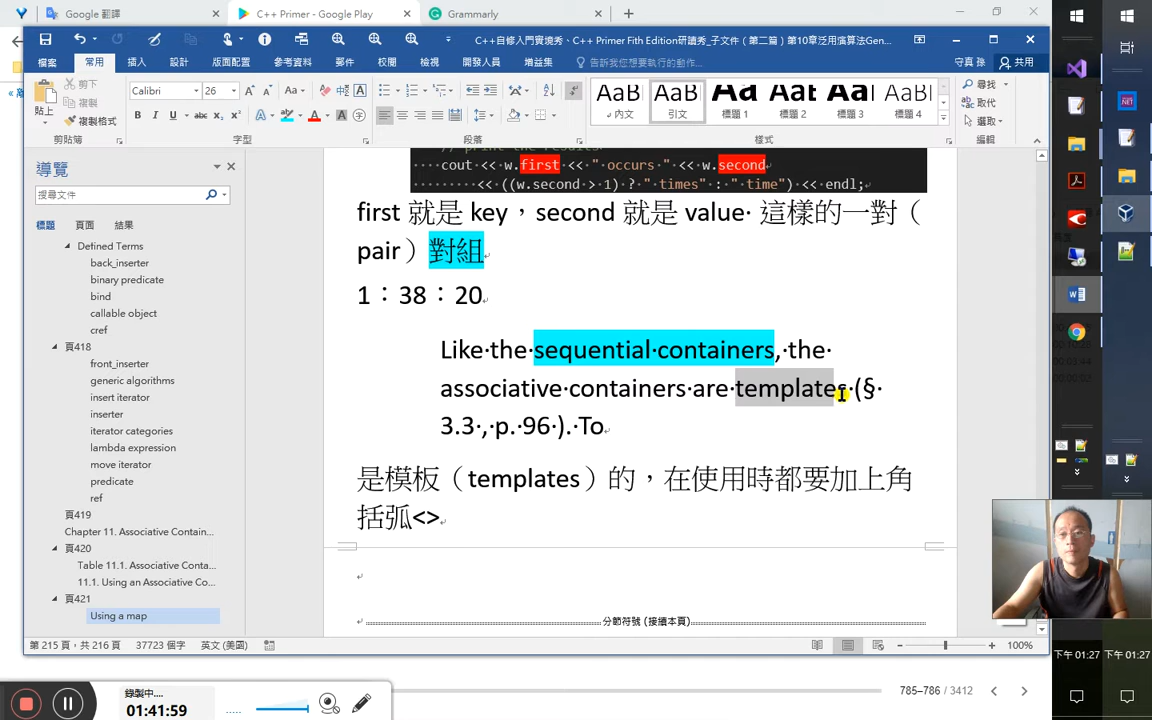 Google 翻譯
C++ Primer - Google Play
Grammarly
C++自修入門實境秀、C++ Primer Fith Edition研讀秀_子文件（第二篇）第10章泛用演算法Gen...
檔案 常用 插入 設計 版面配置 參考資料 郵件 校閱 檢視 開發人員 增益集 告訴我您想要執行的動作... 共用
貼上
剪下
複製
複製格式
Calibri
26
AaBb
AaBb
內文
引文
標題 1
標題 2
標題 3
標題 4
尋找
取代
選取
剪貼簿
字型
段落
樣式
編輯
導覽
搜尋文件
標題 頁面 結果
Defined Terms
back_inserter
binary predicate
bind
callable object
cref
頁418
front_inserter
generic algorithms
insert iterator
inserter
iterator categories
lambda expression
move iterator
predicate
ref
頁419
Chapter 11. Associative Contain...
頁420
Table 11.1. Associative Conta...
11.1. Using an Associative Co...
頁421
Using a map
// print the results
cout << w.first << " occurs " << w.second
<< ((w.second > 1) ? " times" : " time") << endl;
first 就是 key，second 就是 value 這樣的一對（
pair）對組
1：38：20
Like the sequential containers, the
associative containers are templates (§
3.3 , p. 96 ). To
是模板（templates）的，在使用時都要加上角
括弧<>
分節符號 (接續本頁)
第 215 頁，共 216 頁 37723 個字 英文 (美國)
100%
錄製中....
01:41:59
785–786 / 3412
下午 01:27
下午 01:27